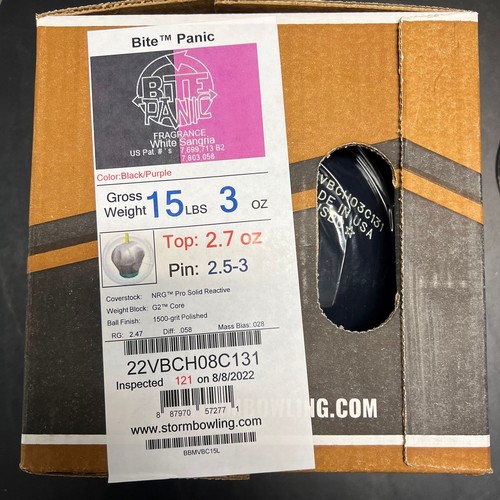 Bite™ Panic
BITE
PANIC
FRAGRANCE
White Sangria
US Pat. #'s 7.699.713 B2
7.803.058
Color:Black/Purple
Gross Weight 15 LBS 3 OZ
Top: 2.7 oz
Pin: 2.5-3
Coverstock: NRG™ Pro Solid Reactive
Weight Block: G2™ Core
Ball Finish: 1500-grit Polished
RG: 2.47 Diff: .058 Mass Bias:.028
22VBCH08C131
Inspected 121 on 8/8/2022
8 87970 57277 1
www.stormbowling.com
BBMVBC15L
MBOWLING.COM
VBCH03C131
DE IN USA